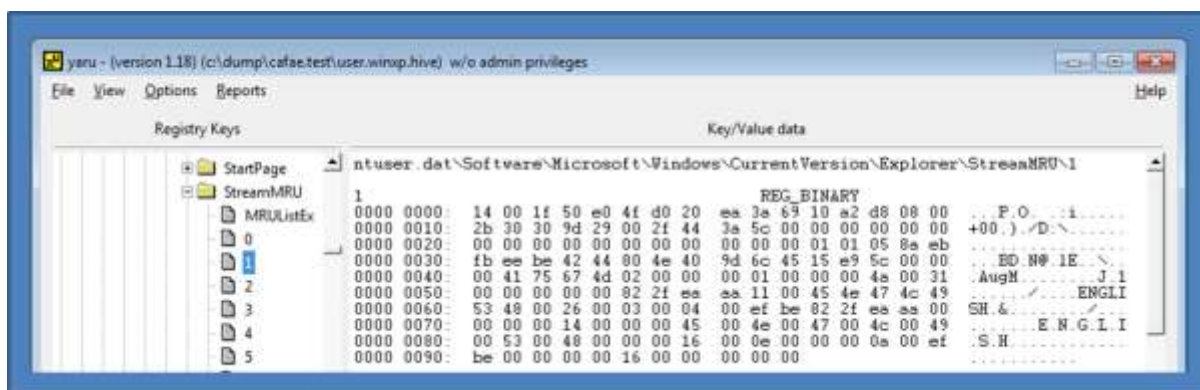 yaru - (version 1.18) (c:\dump\cafae.test\user.winxp.hive) w/o admin privileges
File View Options Reports Help
Registry Keys Key/Value data
StartPage
StreamMRU
MRUListEx
0
1
2
3
4
5
ntuser.dat\Software\Microsoft\Windows\CurrentVersion\Explorer\StreamMRU\1
1 REG_BINARY
0000 0000: 14 00 1f 50 e0 4f d0 20 ea 3a 69 10 a2 d8 08 00 ...P.O. .:i.....
0000 0010: 2b 30 30 9d 29 00 2f 44 3a 5c 00 00 00 00 00 00 +00.)./D:\......
0000 0020: 00 00 00 00 00 00 00 00 00 00 00 01 01 05 8a eb ................
0000 0030: fb ee be 42 44 80 4e 40 9d 6c 45 15 e9 5c 00 00
0000 0040: 00 41 75 67 4d 02 00 00 00 01 00 00 00 4a 00 31 .AugM........J.1
0000 0050: 00 00 00 00 00 82 2f ea aa 11 00 45 4e 47 4c 49 ....../....ENGLI
0000 0060: 53 48 00 26 00 03 00 04 00 ef be 82 2f ea aa 00 SH.&......../...
0000 0070: 00 00 00 14 00 00 00 45 00 4e 00 47 00 4c 00 49 .......E.N.G.L.I
0000 0080: 00 53 00 48 00 00 00 16 00 0e 00 00 00 0a 00 ef .S.H............
0000 0090: be 00 00 00 00 16 00 00 00 00 00 ...........